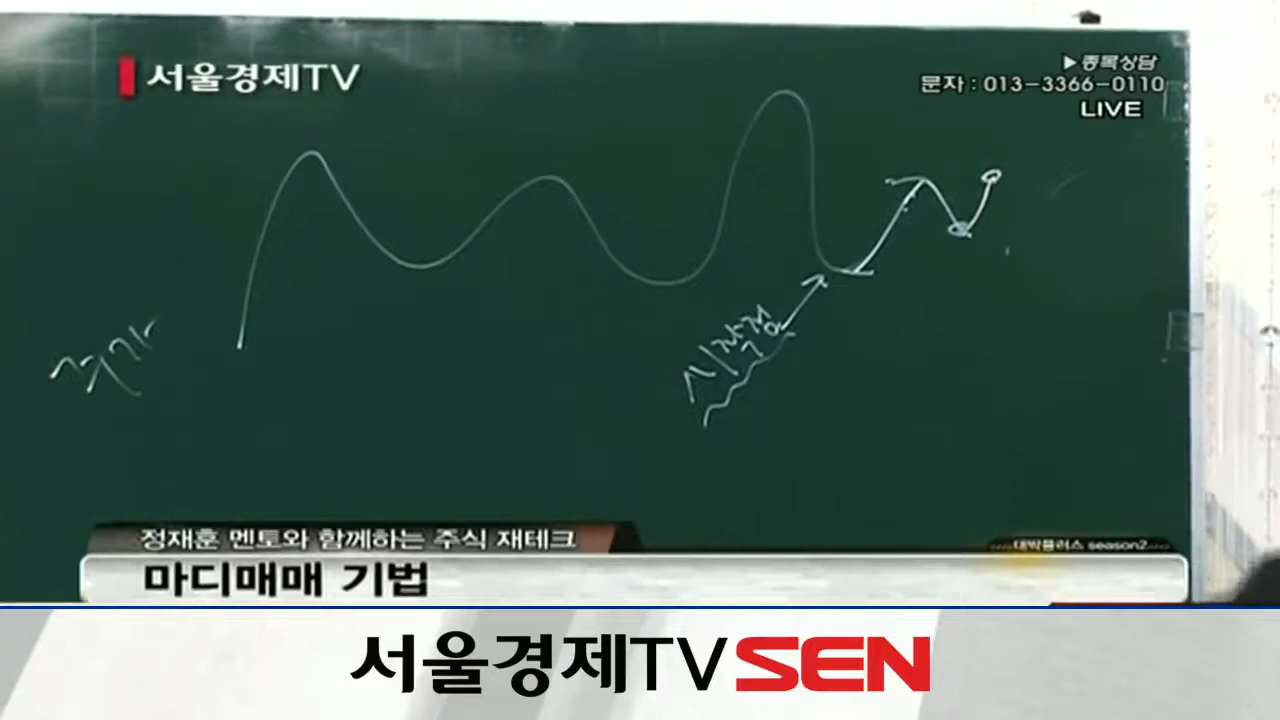 서울경제TV
▶종목상담
문자 : 013-3366-0110
LIVE
주가
시작점
정재훈 멘토와 함께하는 주식 재테크
대박플러스 season2
마디매매 기법
서울경제TV SEN